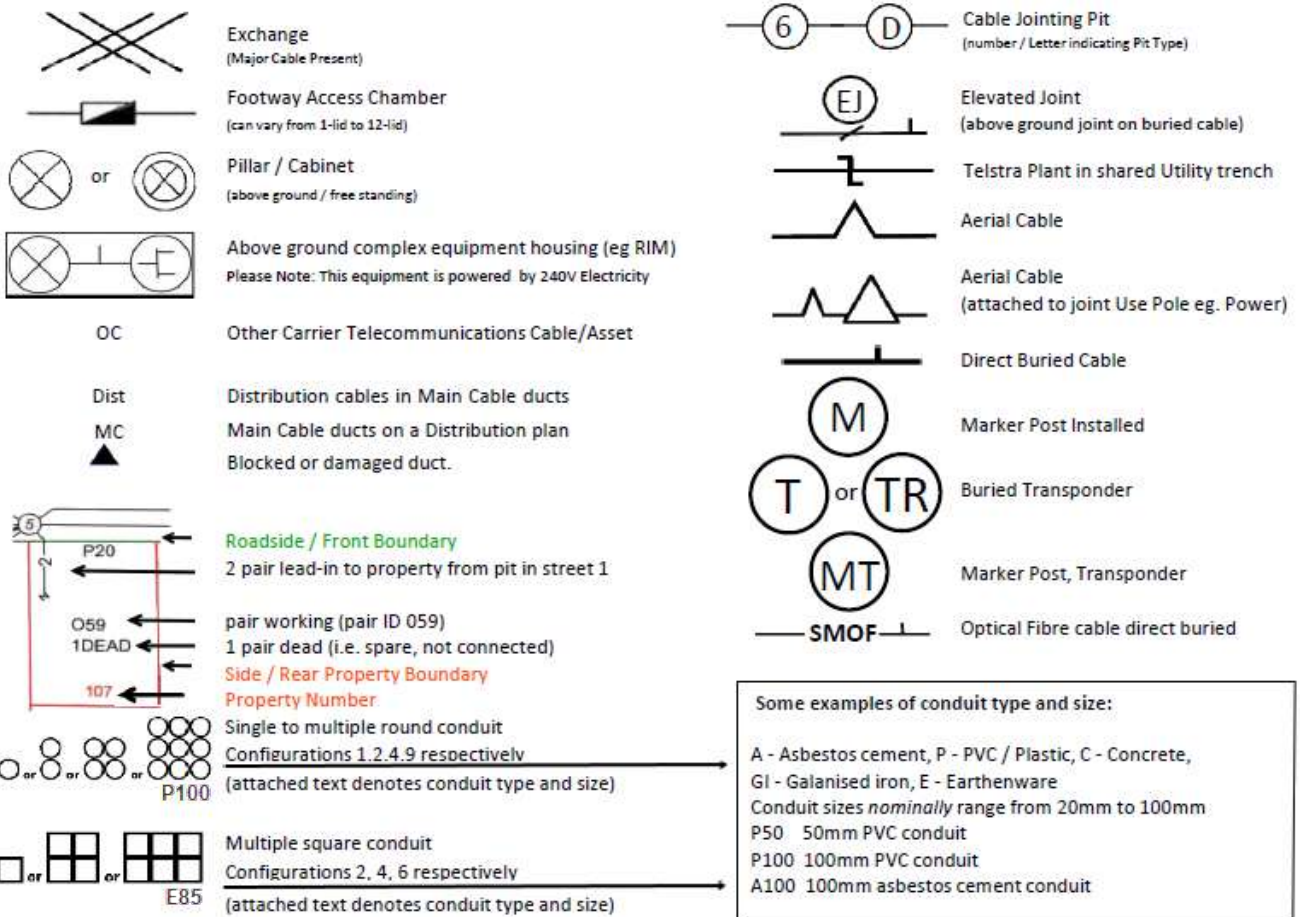 Exchange
(Major Cable Present)
Footway Access Chamber
(can vary from 1-lid to 12-lid)
or
Pillar / Cabinet
(above ground / free standing)
Above ground complex equipment housing (eg RIM)
Please Note: This equipment is powered by 240V Electricity
OC Other Carrier Telecommunications Cable/Asset
Dist Distribution cables in Main Cable ducts
MC Main Cable ducts on a Distribution plan
Blocked or damaged duct.
5
P20
2
O59
1DEAD
107
Roadside / Front Boundary
2 pair lead-in to property from pit in street 1
pair working (pair ID 059)
1 pair dead (i.e. spare, not connected)
Side / Rear Property Boundary
Property Number
Single to multiple round conduit
Configurations 1.2.4.9 respectively
(attached text denotes conduit type and size)
or or or
P100
Multiple square conduit
Configurations 2, 4, 6 respectively
(attached text denotes conduit type and size)
or or
E85
6 D
Cable Jointing Pit
(number / Letter indicating Pit Type)
EJ
Elevated Joint
(above ground joint on buried cable)
Telstra Plant in shared Utility trench
Aerial Cable
Aerial Cable
(attached to joint Use Pole eg. Power)
Direct Buried Cable
M Marker Post Installed
T or TR Buried Transponder
MT Marker Post, Transponder
SMOF Optical Fibre cable direct buried
Some examples of conduit type and size:
A - Asbestos cement, P - PVC / Plastic, C - Concrete,
GI - Galanised iron, E - Earthenware
Conduit sizes nominally range from 20mm to 100mm
P50 50mm PVC conduit
P100 100mm PVC conduit
A100 100mm asbestos cement conduit